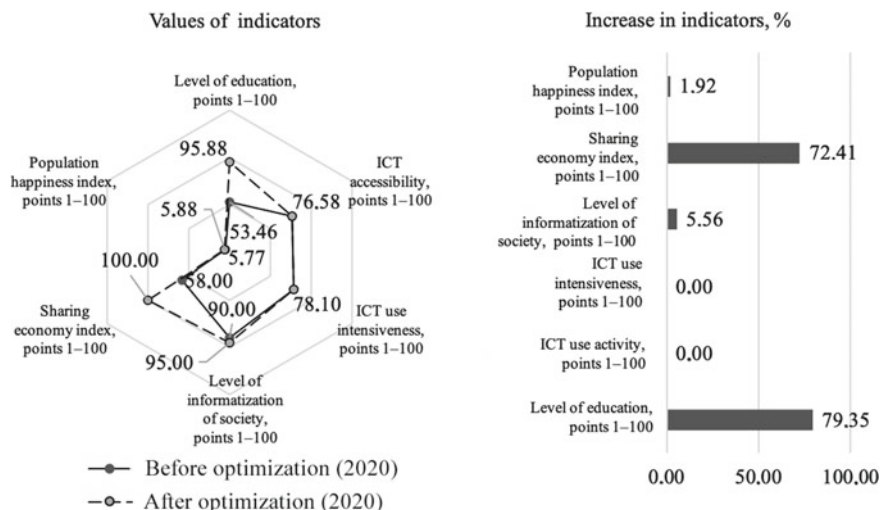 Values of indicators
Level of education,
points 1–100
95.88
Population
happiness index,
points 1–100
ICT
accessibility,
points 1–100
76.58
5.88
53.46
5.77
100.00
58.00
Sharing
economy index,
points 1–100
90.00
78.10
ICT use
intensiveness,
points 1–100
95.00
Level of
informatization
of society,
points 1–100
Before optimization (2020)
After optimization (2020)
Increase in indicators, %
Population
happiness index,
points 1–100
1.92
Sharing
economy index,
points 1–100
72.41
Level of
informatization of
society, points 1–100
5.56
ICT use
intensiveness,
points 1–100
0.00
ICT use activity,
points 1–100
0.00
Level of education,
points 1–100
79.35
0.00 50.00 100.00